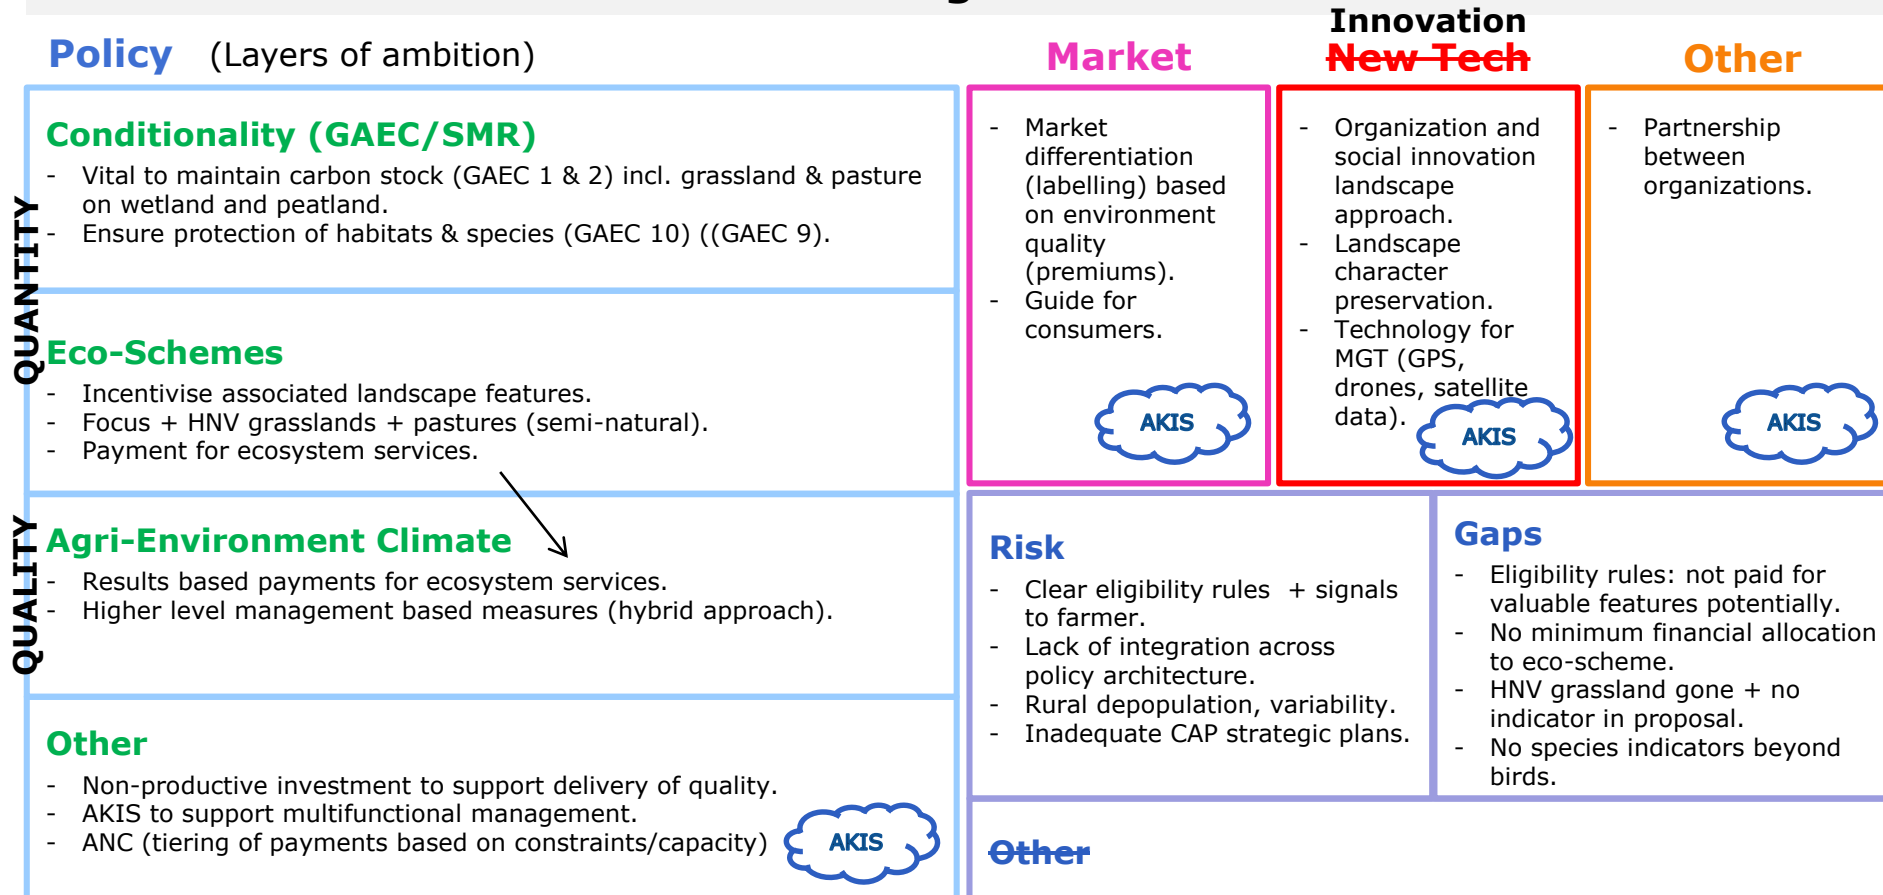 Policy (Layers of ambition)
Conditionality (GAEC/SMR)
- Vital to maintain carbon stock (GAEC 1 & 2) incl. grassland & pasture
on wetland and peatland.
- Ensure protection of habitats & species (GAEC 10) ((GAEC 9).
QUANTITY
Eco-Schemes
- Incentivise associated landscape features.
- Focus + HNV grasslands + pastures (semi-natural).
- Payment for ecosystem services.
QUALITY
Agri-Environment Climate
- Results based payments for ecosystem services.
- Higher level management based measures (hybrid approach).
Other
- Non-productive investment to support delivery of quality.
- AKIS to support multifunctional management.
- ANC (tiering of payments based on constraints/capacity)
AKIS
Market
- Market
differentiation
(labelling) based
on environment
quality
(premiums).
- Guide for
consumers.
AKIS
Innovation
New Tech
- Organization and
social innovation
landscape
approach.
- Landscape
character
preservation.
- Technology for
MGT (GPS,
drones, satellite
data).
AKIS
Other
- Partnership
between
organizations.
AKIS
Risk
- Clear eligibility rules + signals
to farmer.
- Lack of integration across
policy architecture.
- Rural depopulation, variability.
- Inadequate CAP strategic plans.
Gaps
- Eligibility rules: not paid for
valuable features potentially.
- No minimum financial allocation
to eco-scheme.
- HNV grassland gone + no
indicator in proposal.
- No species indicators beyond
birds.
Other